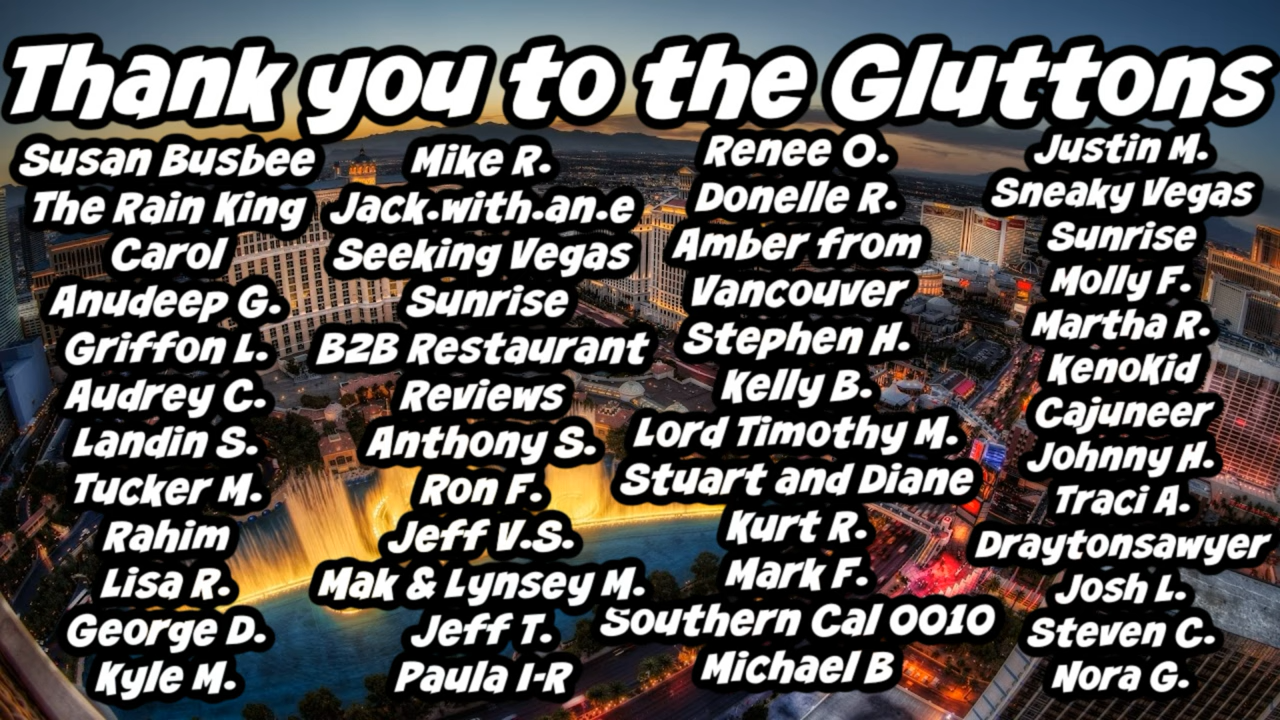 Thank you to the Gluttons
Susan Busbee
The Rain King
Carol
Anudeep G.
Griffon L.
Audrey C.
Landin S.
Tucker M.
Rahim
Lisa R.
George D.
Kyle M.
Mike R.
Jack.with.an.e
Seeking Vegas
Sunrise
B2B Restaurant
Reviews
Anthony S.
Ron F.
Jeff V.S.
Mak & Lynsey M.
Jeff T.
Paula I-R
Renee O.
Donelle R.
Amber from
Vancouver
Stephen H.
Kelly B.
Lord Timothy M.
Stuart and Diane
Kurt R.
Mark F.
Southern Cal 0010
Michael B
Justin M.
Sneaky Vegas
Sunrise
Molly F.
Martha R.
KenoKid
Cajuneer
Johnny H.
Traci A.
Draytonsawyer
Josh L.
Steven C.
Nora G.